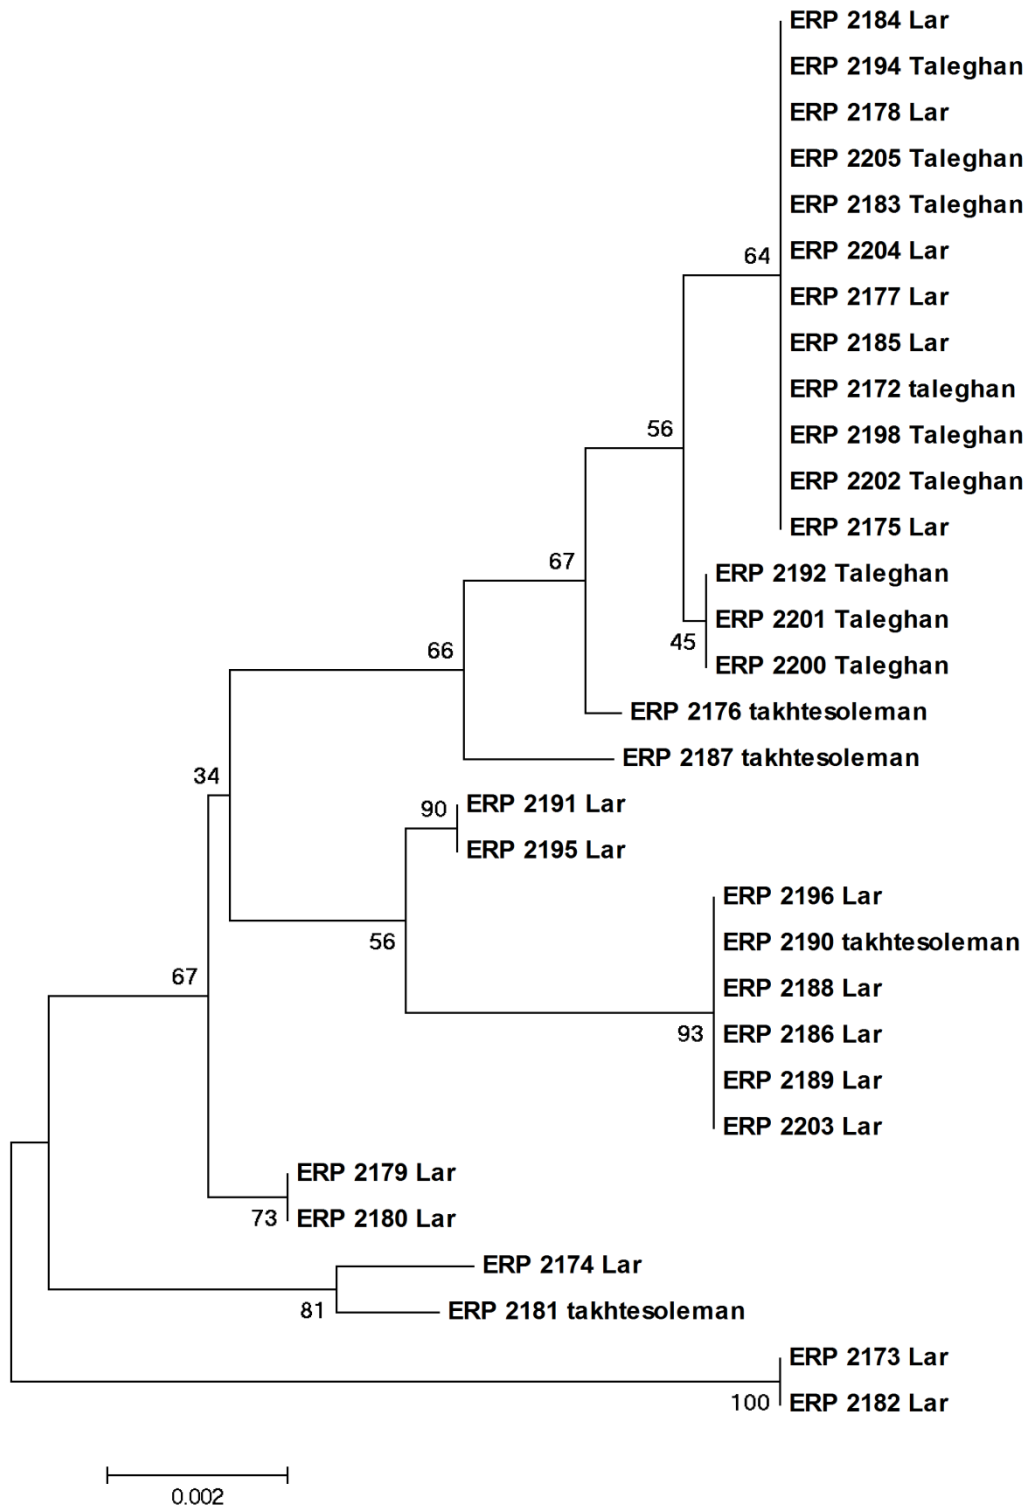 ERP 2184 Lar
ERP 2194 Taleghan
ERP 2178 Lar
ERP 2205 Taleghan
ERP 2183 Taleghan
64
ERP 2204 Lar
ERP 2177 Lar
ERP 2185 Lar
ERP 2172 taleghan
56
ERP 2198 Taleghan
ERP 2202 Taleghan
ERP 2175 Lar
67
ERP 2192 Taleghan
ERP 2201 Taleghan
45
66
ERP 2200 Taleghan
ERP 2176 takhtesoleman
ERP 2187 takhtesoleman
34
90
ERP 2191 Lar
ERP 2195 Lar
ERP 2196 Lar
56
ERP 2190 takhtesoleman
67
ERP 2188 Lar
93
ERP 2186 Lar
ERP 2189 Lar
ERP 2203 Lar
ERP 2179 Lar
73
ERP 2180 Lar
ERP 2174 Lar
81
ERP 2181 takhtesoleman
ERP 2173 Lar
100
ERP 2182 Lar
0.002